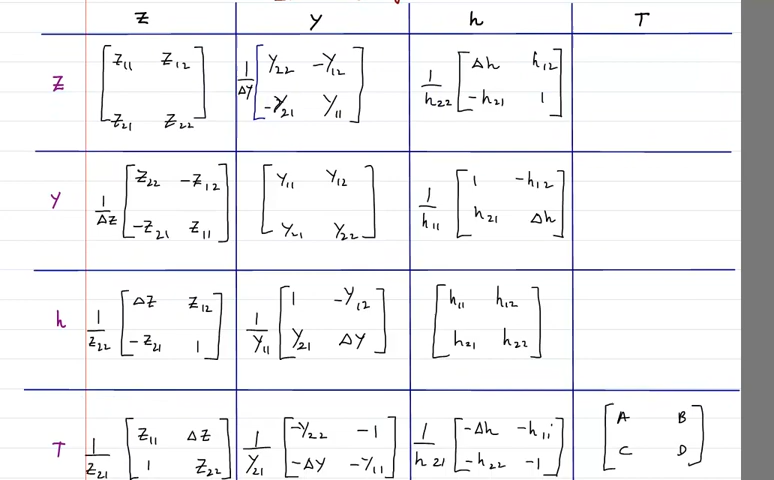 Z Y h T
Z [Z11 Z12 1/ΔY [Y22 -Y12 1/h22 [Δh h12
-Z21 Z22] -Y21 Y11] -h21 1]
Y 1/ΔZ [Z22 -Z12 [Y11 Y12 1/h11 [1 -h12
-Z21 Z11] Y21 Y22] h21 Δh]
h 1/Z22 [ΔZ Z12 1/Y11 [1 -Y12 [h11 h12
-Z21 1] Y21 ΔY] h21 h22]
T 1/Z21 [Z11 ΔZ 1/Y21 [-Y22 -1 1/h21 [-Δh -h11 [A B
1 Z22] -ΔY -Y11] -h22 -1] C D]